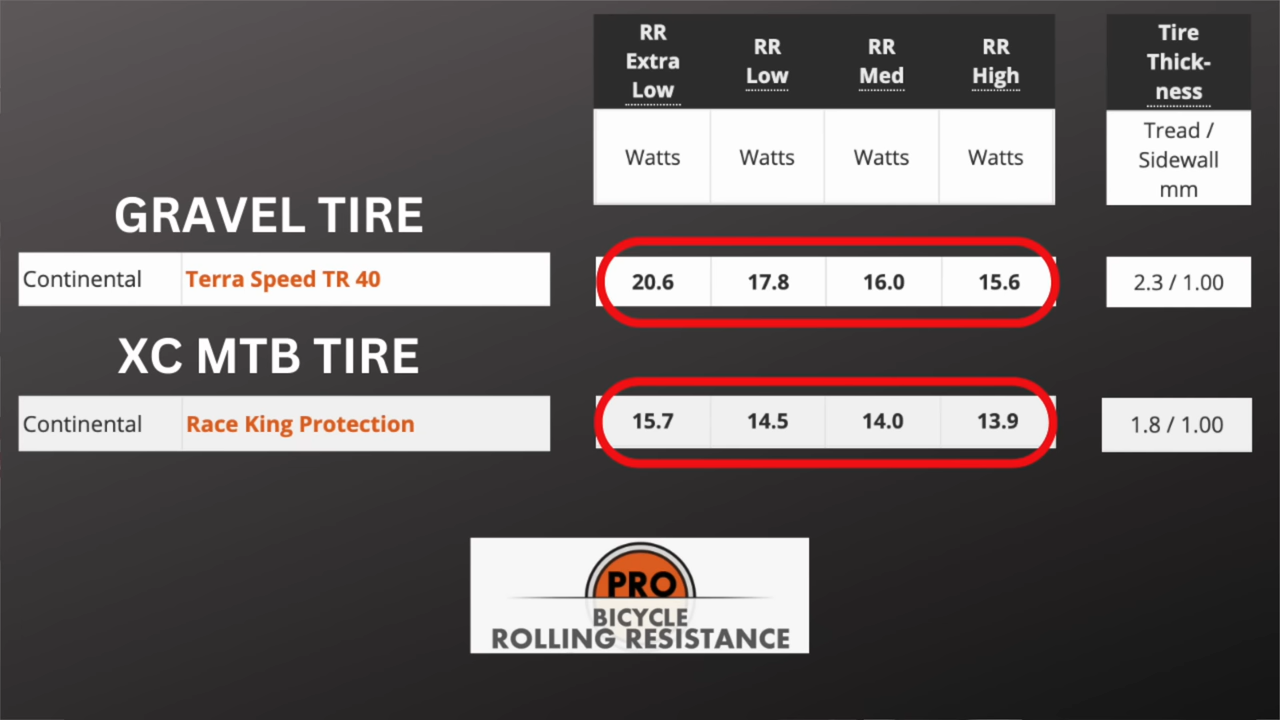 RR
Extra
Low
RR
Low
RR
Med
RR
High
Tire
Thick-
ness
Watts
Watts
Watts
Watts
Tread /
Sidewall
mm
GRAVEL TIRE
Continental
Terra Speed TR 40
20.6
17.8
16.0
15.6
2.3 / 1.00
XC MTB TIRE
Continental
Race King Protection
15.7
14.5
14.0
13.9
1.8 / 1.00
PRO
BICYCLE
ROLLING RESISTANCE